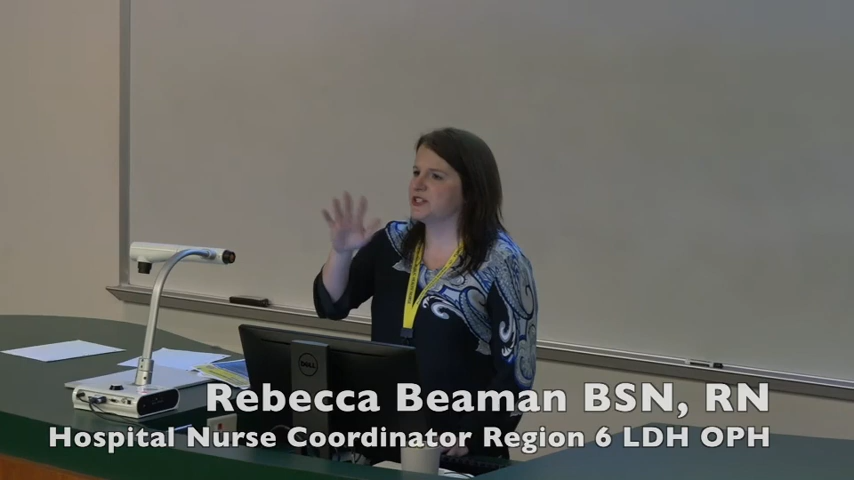 DELL
Rebecca Beaman BSN, RN
Hospital Nurse Coordinator Region 6 LDH OPH